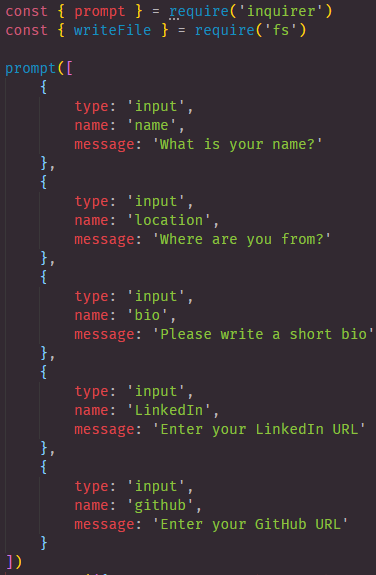 const { prompt } = require('inquirer')
const { writeFile } = require('fs')

prompt([
    {
        type: 'input',
        name: 'name',
        message: 'What is your name?'
    },
    {
        type: 'input',
        name: 'location',
        message: 'Where are you from?'
    },
    {
        type: 'input',
        name: 'bio',
        message: 'Please write a short bio'
    },
    {
        type: 'input',
        name: 'LinkedIn',
        message: 'Enter your LinkedIn URL'
    },
    {
        type: 'input',
        name: 'github',
        message: 'Enter your GitHub URL'
    }
])